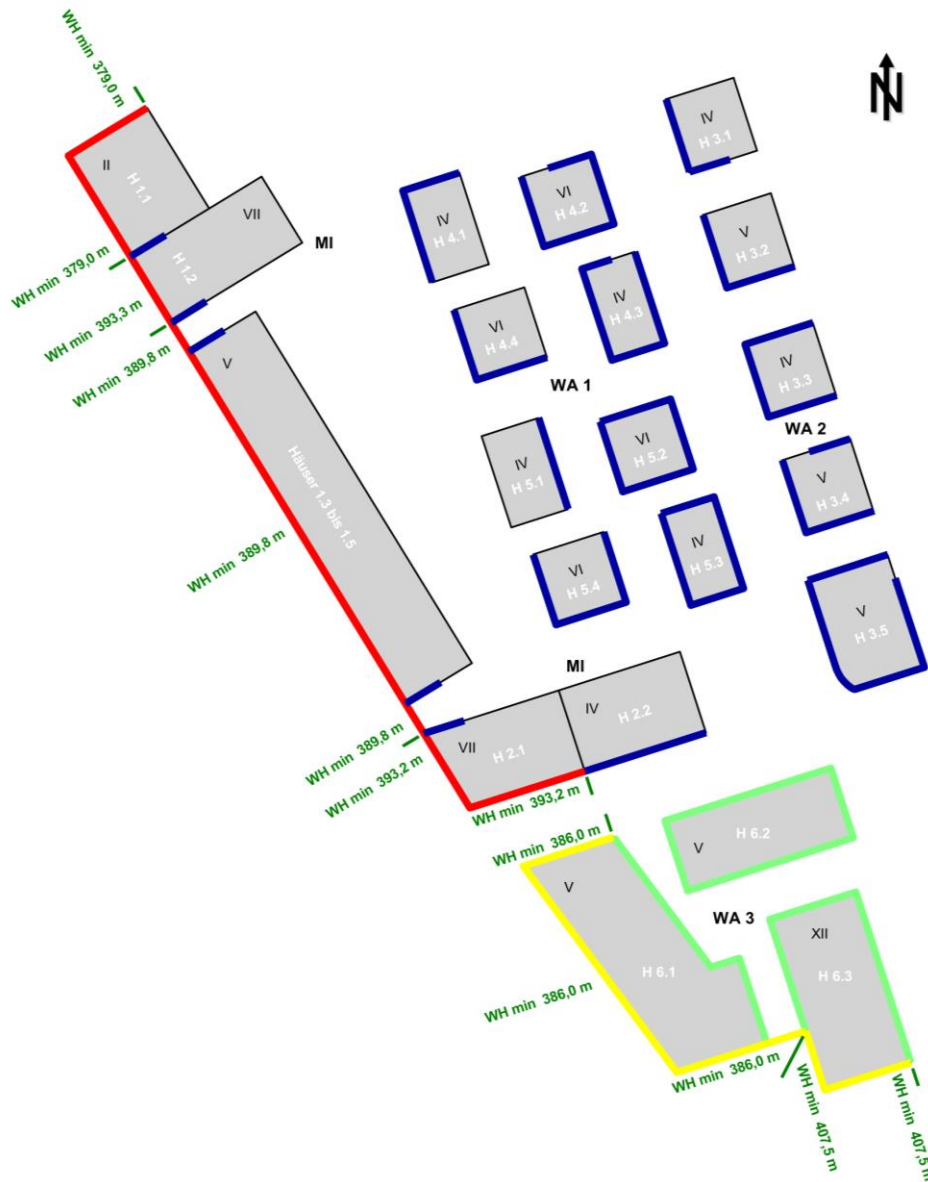 WH min 379,0 m
N
II
H 1.1
VII
H 1.2
MI
WH min 379,0 m
WH min 393,3 m
WH min 389,8 m
V
Häuser 1.3 bis 1.5
WH min 389,8 m
IV
H 3.1
VI
H 4.2
IV
H 4.1
V
H 3.2
IV
H 4.3
VI
H 4.4
WA 1
IV
H 3.3
WA 2
IV
H 5.1
VI
H 5.2
V
H 3.4
IV
H 5.3
VI
H 5.4
V
H 3.5
MI
IV
H 2.2
VII
H 2.1
WH min 389,8 m
WH min 393,2 m
WH min 393,2 m
WH min 386,0 m
V
H 6.2
V
H 6.1
WA 3
XII
H 6.3
WH min 386,0 m
WH min 386,0 m
WH min 407,5 m
WH min 407,5 m